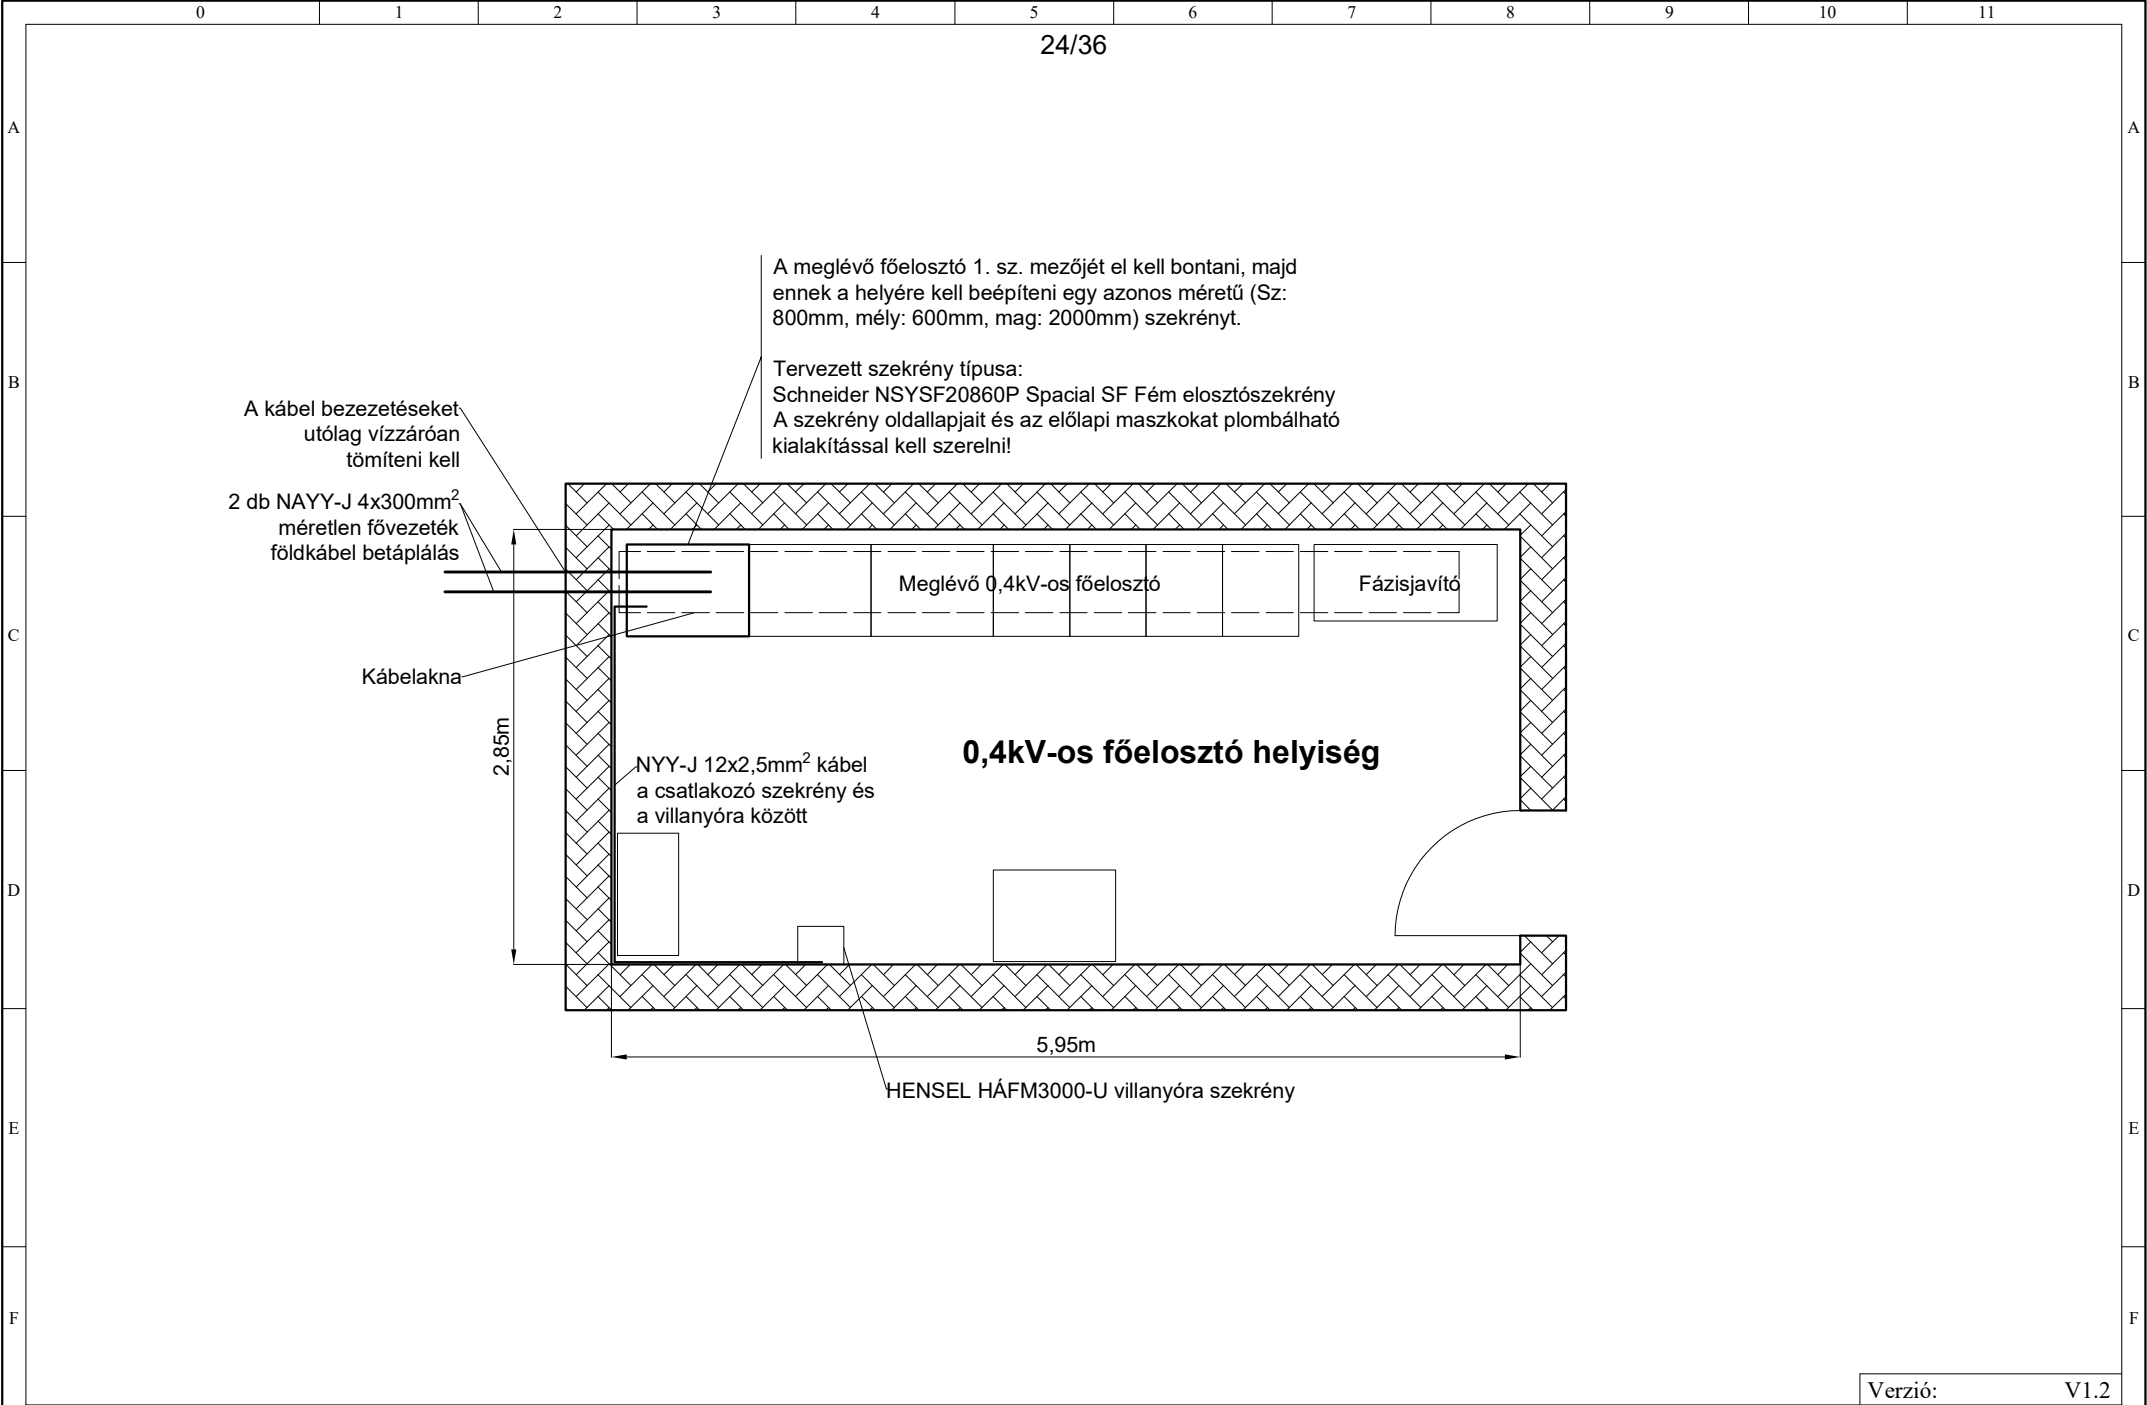 0 1 2 3 4 5 6 7 8 9 10 11
24/36
A A
A meglévő főelosztó 1. sz. mezőjét el kell bontani, majd
ennek a helyére kell beépíteni egy azonos méretű (Sz:
800mm, mély: 600mm, mag: 2000mm) szekrényt.
Tervezett szekrény típusa:
Schneider NSYSF20860P Spacial SF Fém elosztószekrény
A szekrény oldallapjait és az előlapi maszkokat plombálható
kialakítással kell szerelni!
B B
A kábel bezezetéseket
utólag vízzáróan
tömíteni kell
2 db NAYY-J 4x300mm²
méretlen fővezeték
földkábel betáplálás
Meglévő 0,4kV-os főelosztó
Fázisjavító
C C
Kábelakna
2,85m
0,4kV-os főelosztó helyiség
NYY-J 12x2,5mm² kábel
a csatlakozó szekrény és
a villanyóra között
D D
5,95m
HENSEL HÁFM3000-U villanyóra szekrény
E E
F F
Verzió: V1.2